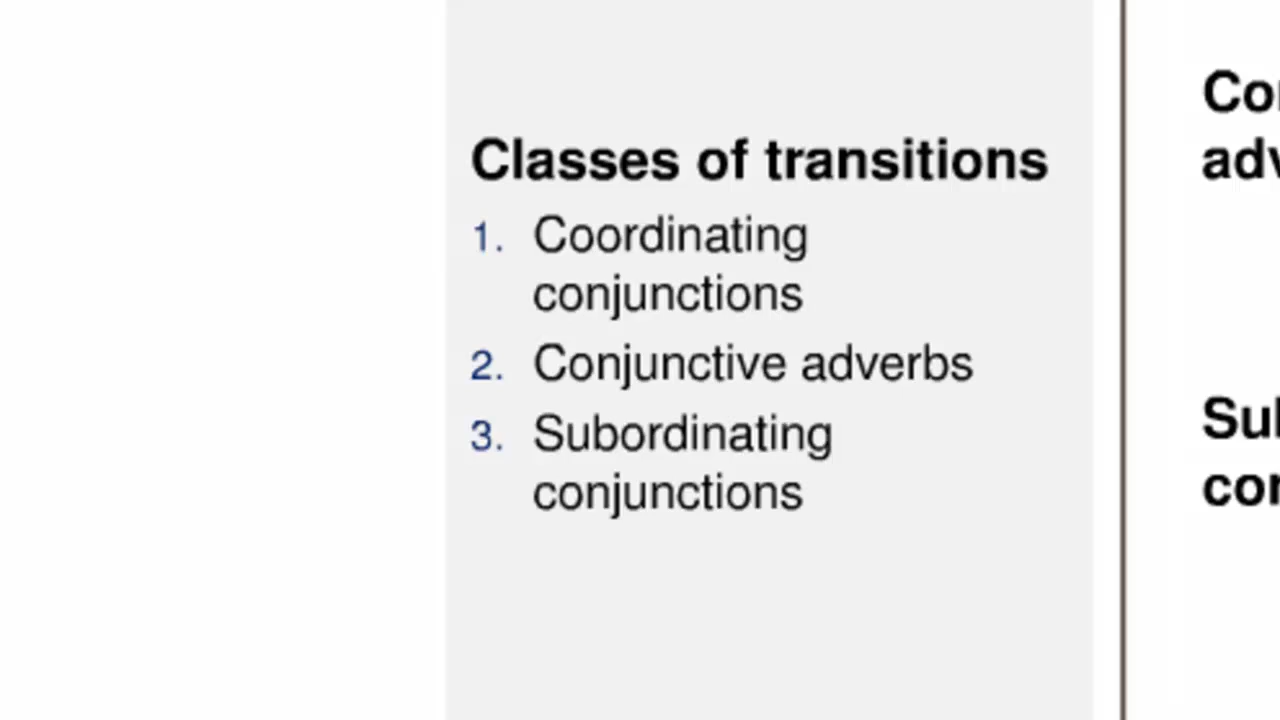 Classes of transitions
1. Coordinating
conjunctions
2. Conjunctive adverbs
3. Subordinating
conjunctions